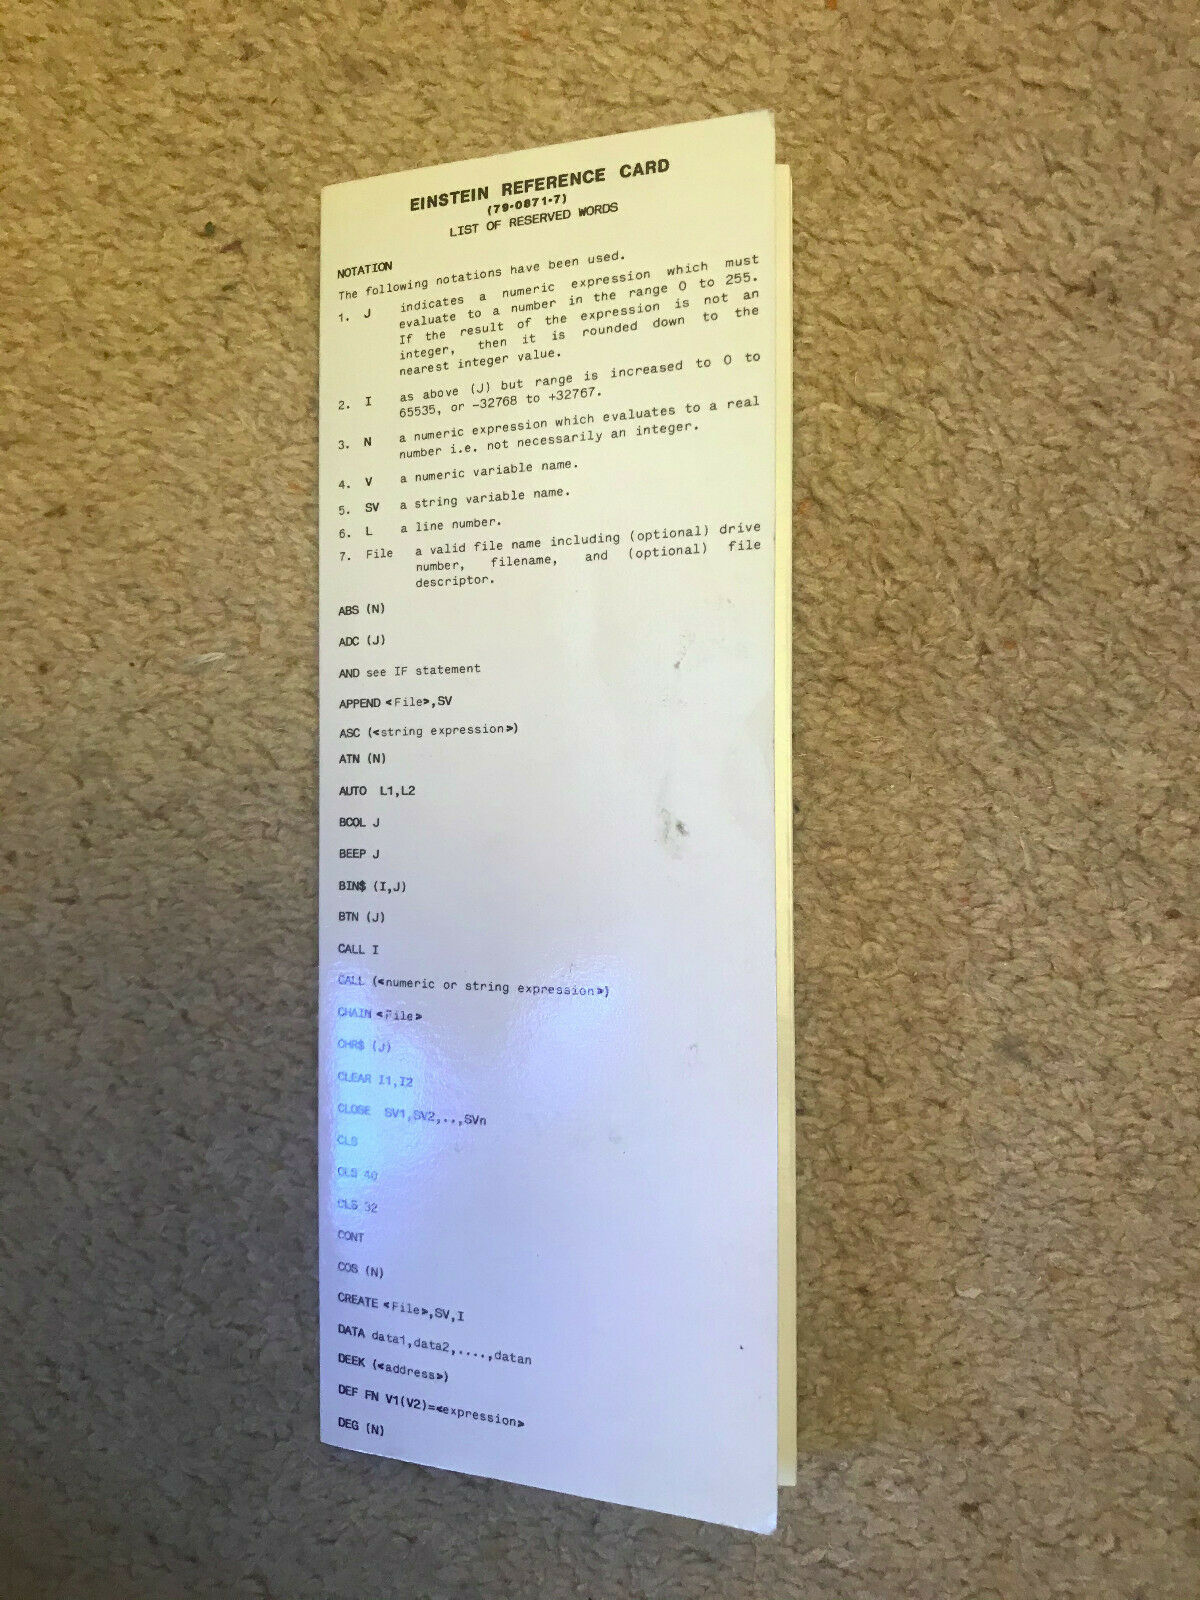 EINSTEIN REFERENCE CARD
(79-0871-7)
LIST OF RESERVED WORDS
NOTATION
The following notations have been used.
1. J indicates a numeric expression which must
evaluate to a number in the range 0 to 255.
If the result of the expression is not an
integer, then it is rounded down to the
nearest integer value.
2. I as above (J) but range is increased to 0 to
65535, or -32768 to +32767.
3. N a numeric expression which evaluates to a real
number i.e. not necessarily an integer.
4. V a numeric variable name.
5. SV a string variable name.
6. L a line number.
7. File a valid file name including (optional) drive
number, filename, and (optional) file
descriptor.
ABS (N)
ADC (J)
AND see IF statement
APPEND <File>,SV
ASC (<string expression>)
ATN (N)
AUTO L1,L2
BCOL J
BEEP J
BIN$ (I,J)
BTN (J)
CALL I
CALL (<numeric or string expression>)
CHAIN <File>
CHR$ (J)
CLEAR I1,I2
CLOSE SV1,SV2,..,SVn
CLS
CLS 40
CLS 32
CONT
COS (N)
CREATE <File>,SV,I
DATA data1,data2,....,datan
DEEK (<address>)
DEF FN V1(V2)=<expression>
DEG (N)